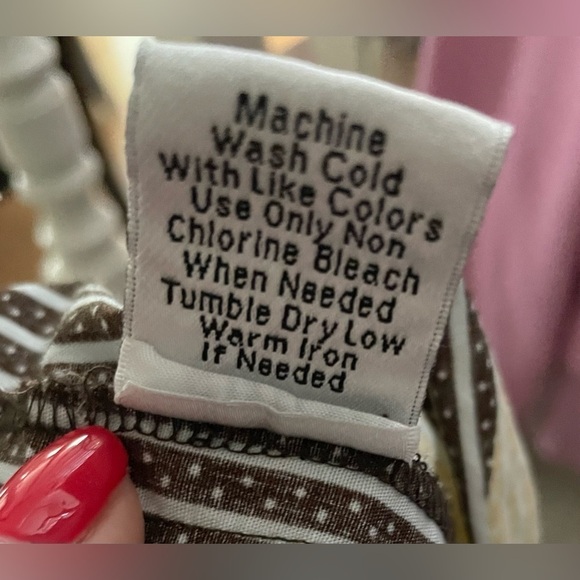 Machine
Wash Cold
With Like Colors
Use Only Non
Chlorine Bleach
When Needed
Tumble Dry Low
Warm Iron
If Needed